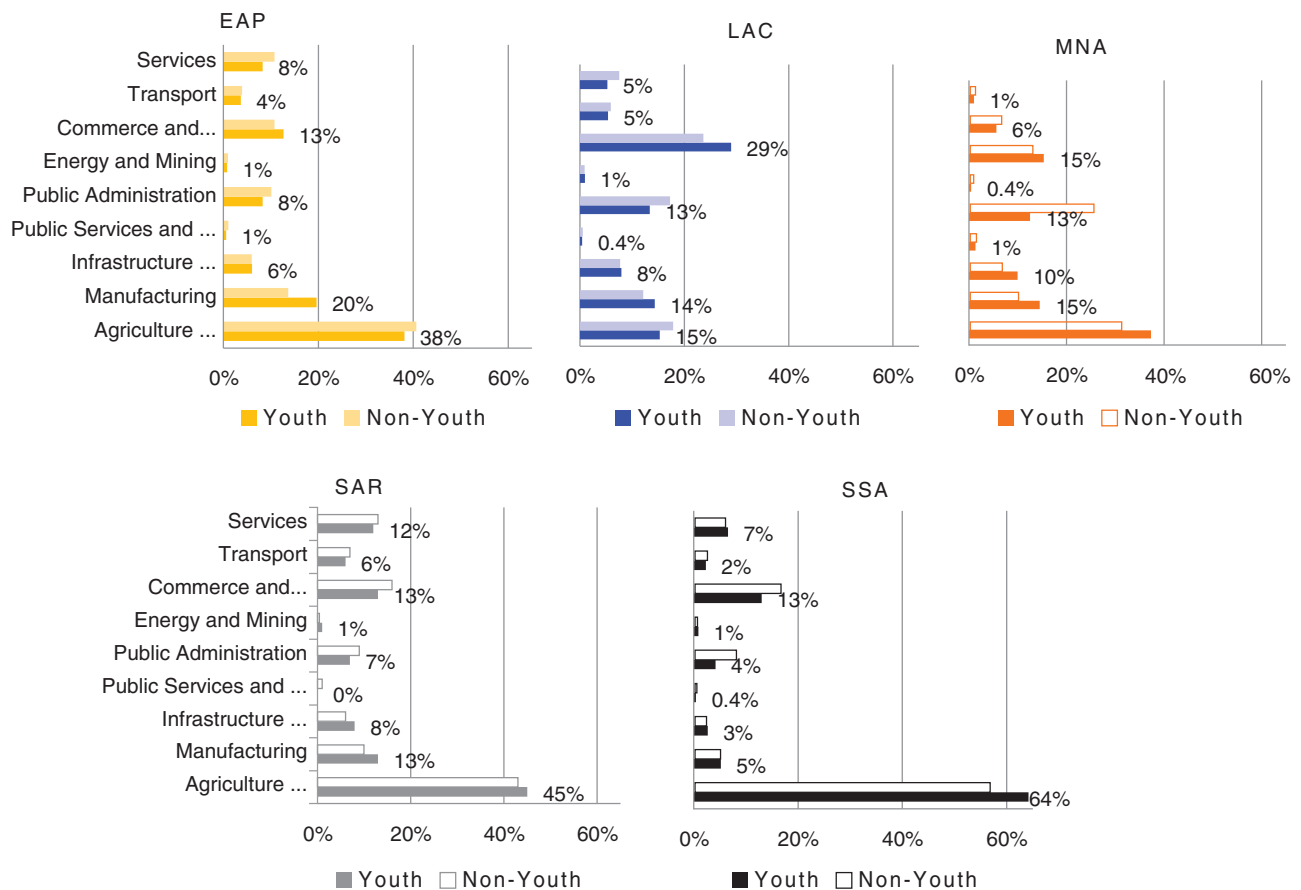 EAP
Services
Transport
Commerce and...
Energy and Mining
Public Administration
Public Services and ...
Infrastructure ...
Manufacturing
Agriculture ...
8%
4%
13%
1%
8%
1%
6%
20%
38%
0% 20% 40% 60%
Youth Non-Youth
LAC
5%
5%
29%
1%
13%
0.4%
8%
14%
15%
0% 20% 40% 60%
Youth Non-Youth
MNA
1%
6%
15%
0.4%
13%
1%
10%
15%
0% 20% 40% 60%
Youth Non-Youth
SAR
Services
Transport
Commerce and...
Energy and Mining
Public Administration
Public Services and ...
Infrastructure ...
Manufacturing
Agriculture ...
12%
6%
13%
1%
7%
0%
8%
13%
45%
0% 20% 40% 60%
Youth Non-Youth
SSA
7%
2%
13%
1%
4%
0.4%
3%
5%
64%
0% 20% 40% 60%
Youth Non-Youth